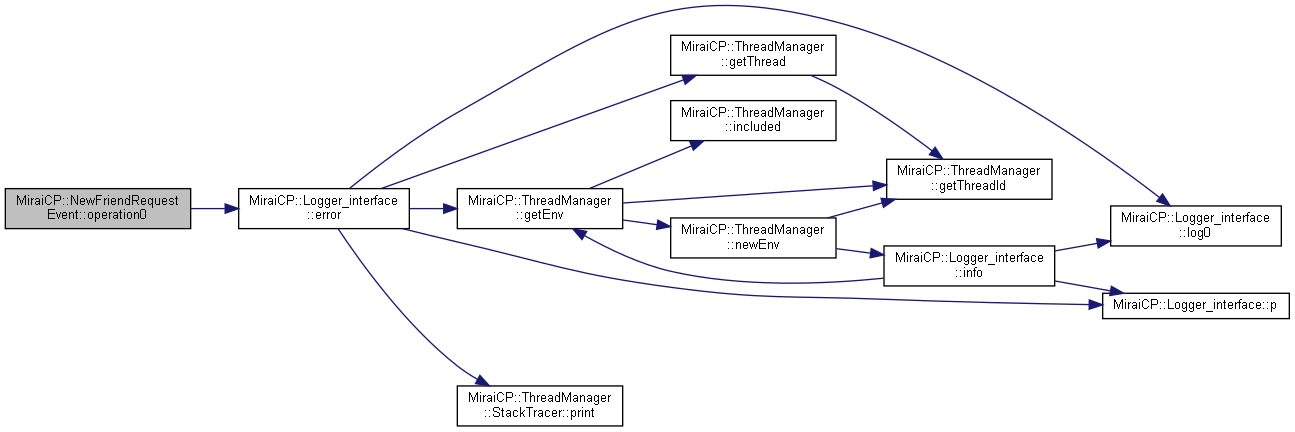 MiraiCP::NewFriendRequest
Event::operation0
MiraiCP::Logger_interface
::error
MiraiCP::ThreadManager
::getThread
MiraiCP::ThreadManager
::included
MiraiCP::ThreadManager
::getEnv
MiraiCP::ThreadManager
::newEnv
MiraiCP::ThreadManager
::StackTracer::print
MiraiCP::ThreadManager
::getThreadId
MiraiCP::Logger_interface
::info
MiraiCP::Logger_interface
::log0
MiraiCP::Logger_interface::p